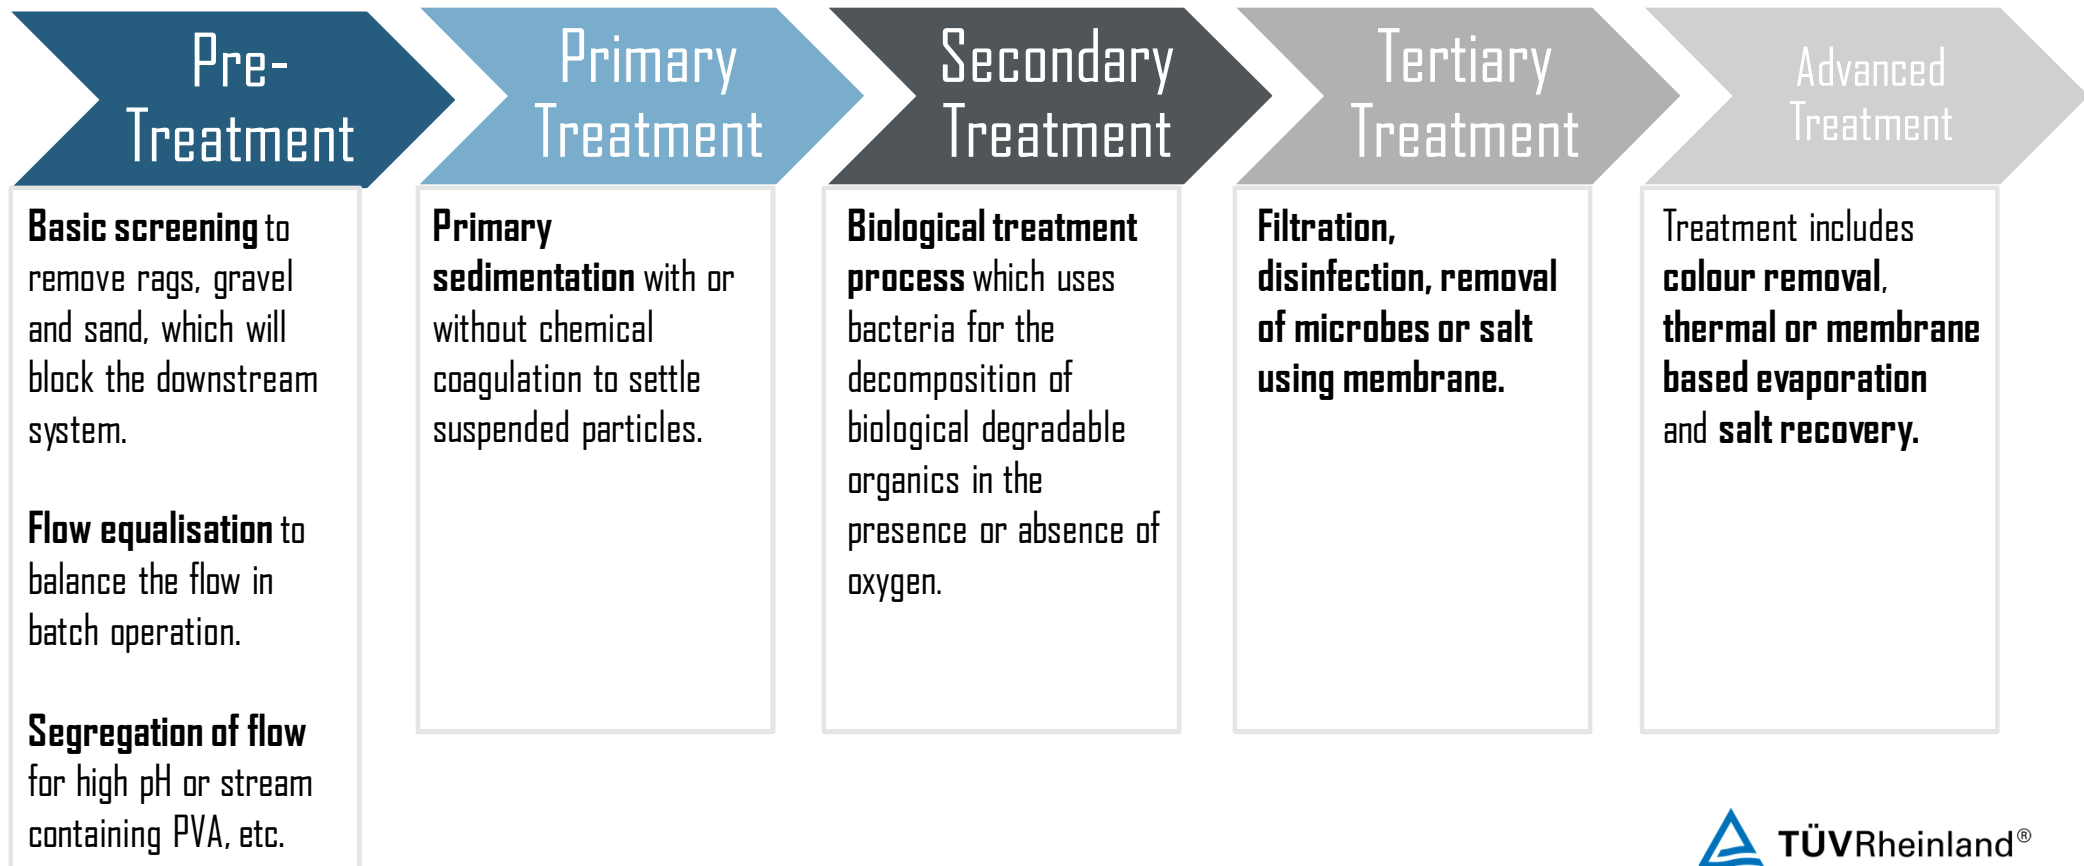 Pre-
Treatment
Basic screening to
remove rags, gravel
and sand, which will
block the downstream
system.
Flow equalisation to
balance the flow in
batch operation.
Segregation of flow
for high pH or stream
containing PVA, etc.
Primary
Treatment
Primary
sedimentation with or
without chemical
coagulation to settle
suspended particles.
Secondary
Treatment
Biological treatment
process which uses
bacteria for the
decomposition of
biological degradable
organics in the
presence or absence of
oxygen.
Tertiary
Treatment
Filtration,
disinfection, removal
of microbes or salt
using membrane.
Advanced
Treatment
Treatment includes
colour removal,
thermal or membrane
based evaporation
and salt recovery.
TÜVRheinland®